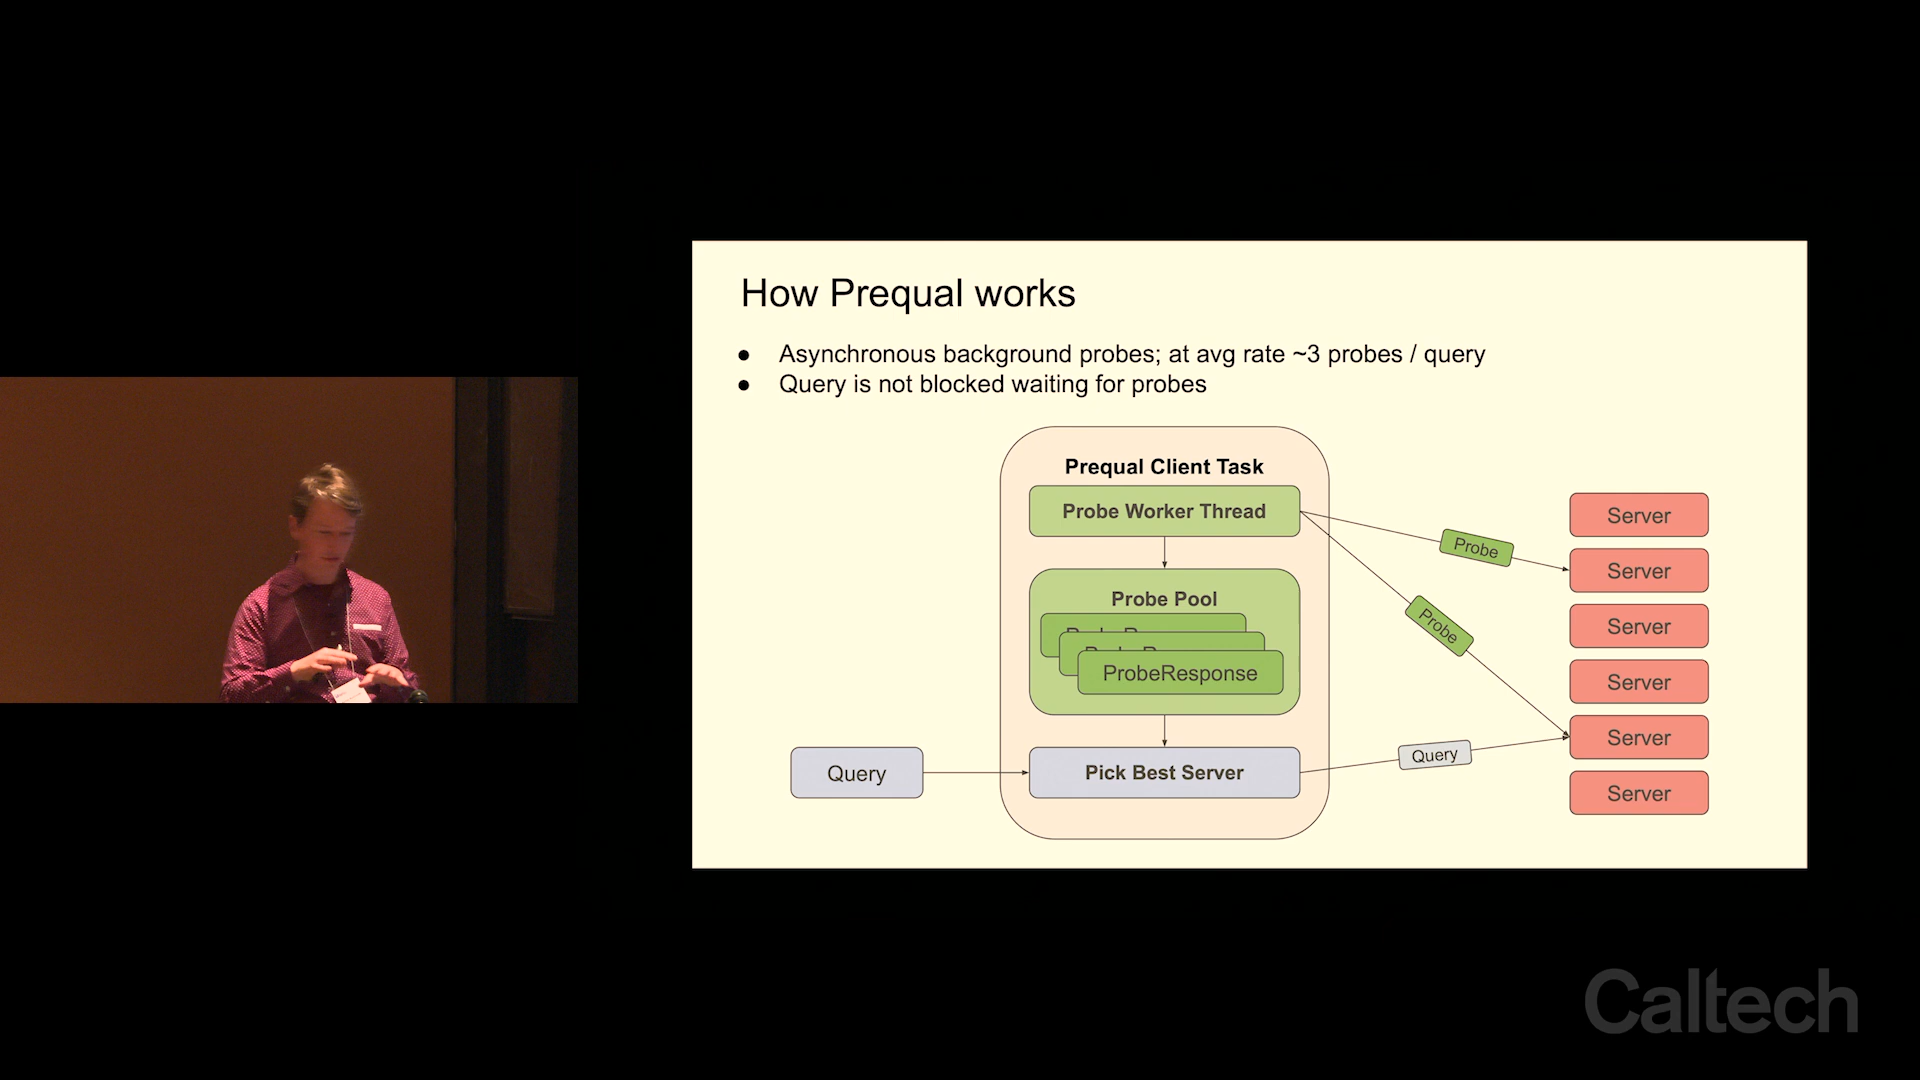 How Prequal works
● Asynchronous background probes; at avg rate ~3 probes / query
● Query is not blocked waiting for probes
Prequal Client Task
Probe Worker Thread
Probe Pool
ProbeResponse
Query
Pick Best Server
Probe
Probe
Query
Server
Server
Server
Server
Server
Server
Caltech